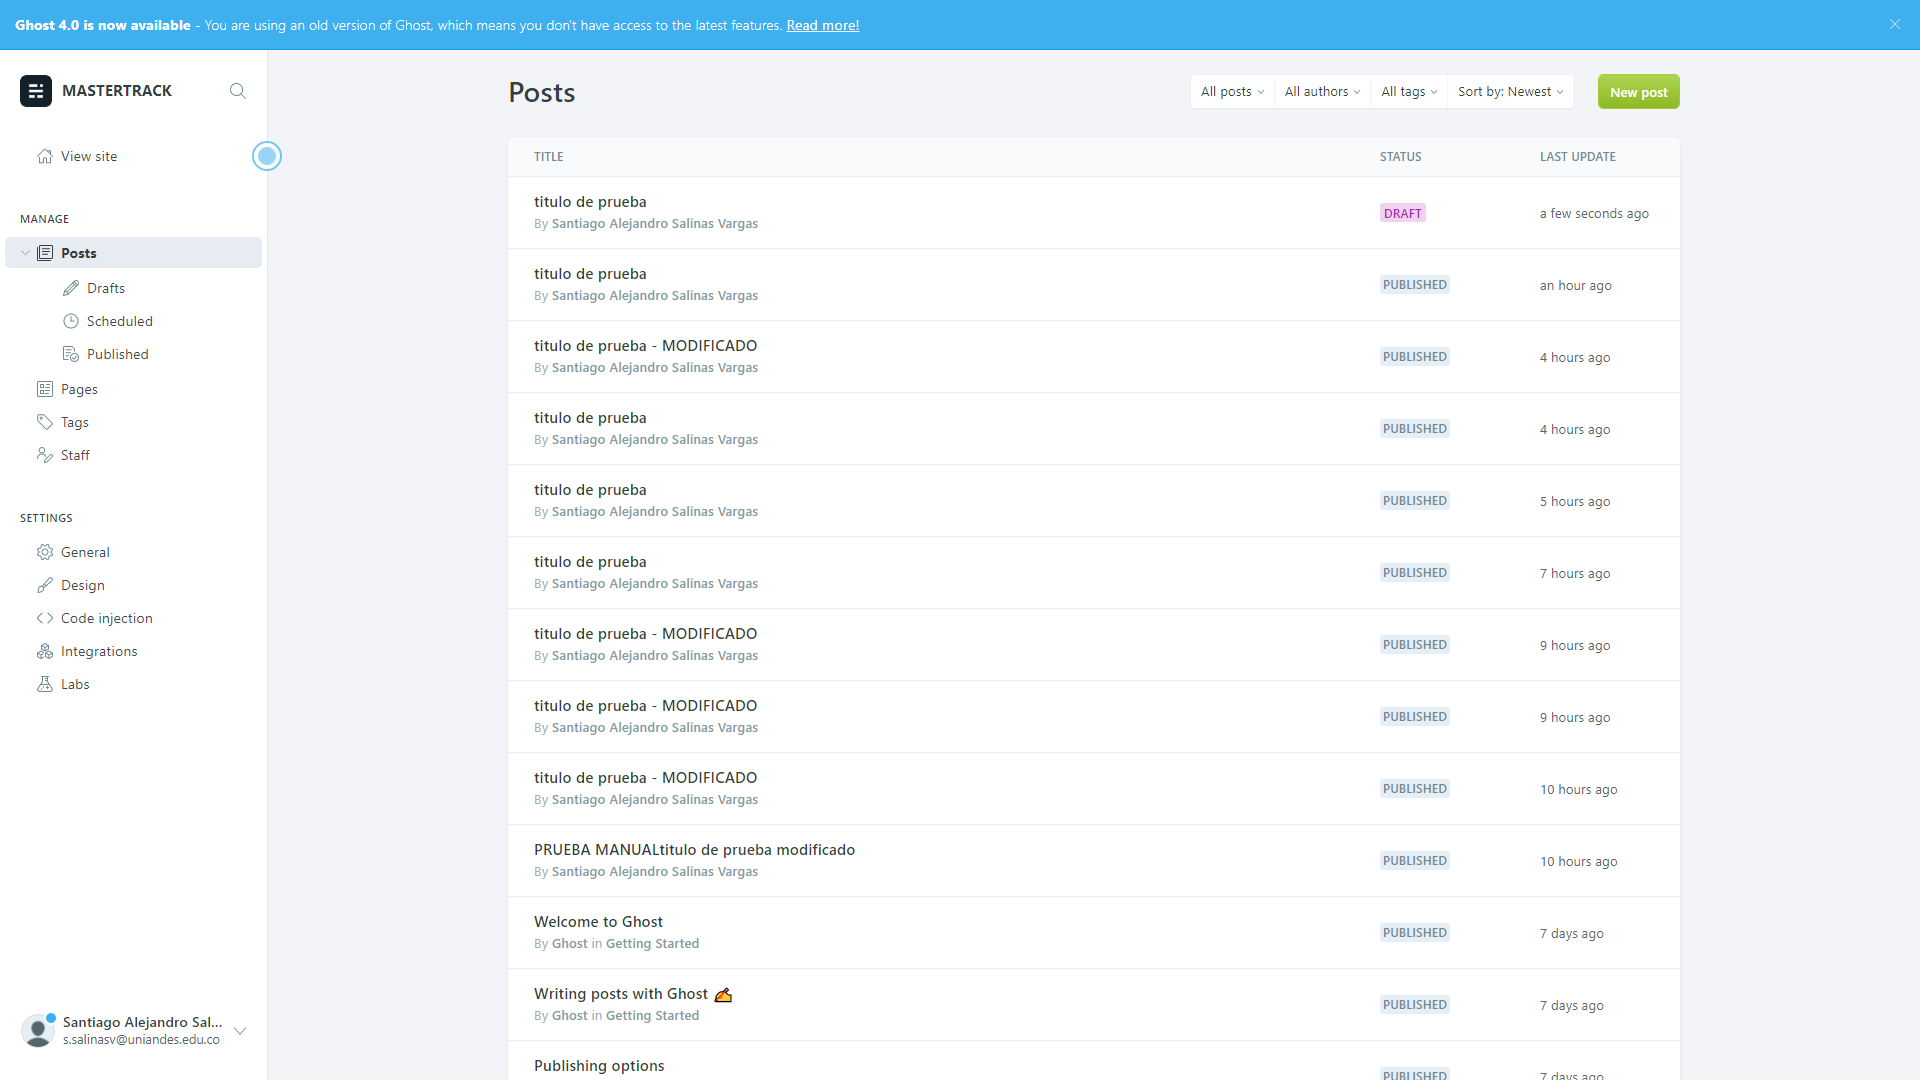 Ghost 4.0 is now available - You are using an old version of Ghost, which means you don't have access to the latest features. Read more!
MASTERTRACK
View site
MANAGE
Posts
Drafts
Scheduled
Published
Pages
Tags
Staff
SETTINGS
General
Design
Code injection
Integrations
Labs
Santiago Alejandro Sal...
s.salinasv@uniandes.edu.co
Posts
All posts All authors All tags Sort by: Newest New post
TITLE STATUS LAST UPDATE
titulo de prueba
By Santiago Alejandro Salinas Vargas
DRAFT a few seconds ago
titulo de prueba
By Santiago Alejandro Salinas Vargas
PUBLISHED an hour ago
titulo de prueba - MODIFICADO
By Santiago Alejandro Salinas Vargas
PUBLISHED 4 hours ago
titulo de prueba
By Santiago Alejandro Salinas Vargas
PUBLISHED 4 hours ago
titulo de prueba
By Santiago Alejandro Salinas Vargas
PUBLISHED 5 hours ago
titulo de prueba
By Santiago Alejandro Salinas Vargas
PUBLISHED 7 hours ago
titulo de prueba - MODIFICADO
By Santiago Alejandro Salinas Vargas
PUBLISHED 9 hours ago
titulo de prueba - MODIFICADO
By Santiago Alejandro Salinas Vargas
PUBLISHED 9 hours ago
titulo de prueba - MODIFICADO
By Santiago Alejandro Salinas Vargas
PUBLISHED 10 hours ago
PRUEBA MANUALtitulo de prueba modificado
By Santiago Alejandro Salinas Vargas
PUBLISHED 10 hours ago
Welcome to Ghost
By Ghost in Getting Started
PUBLISHED 7 days ago
Writing posts with Ghost ✍
By Ghost in Getting Started
PUBLISHED 7 days ago
Publishing options
PUBLISHED 7 days ago